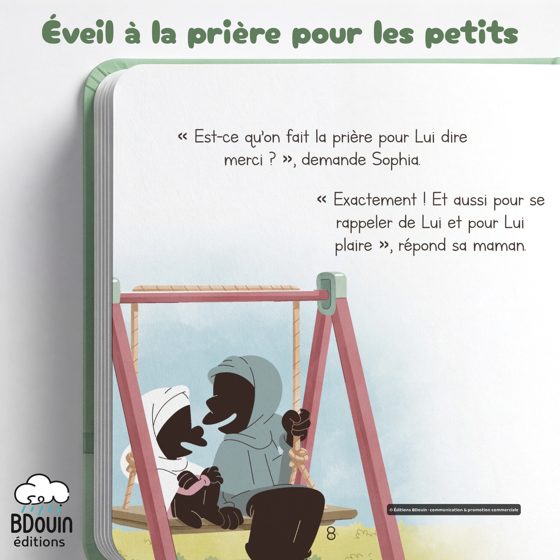 Éveil à la prière pour les petits
« Est-ce qu'on fait la prière pour Lui dire
merci ? », demande Sophia.
« Exactement ! Et aussi pour se
rappeler de Lui et pour Lui
plaire », répond sa maman.
8
© Éditions BDouin - communication & promotion commerciale
BDOUIN
éditions